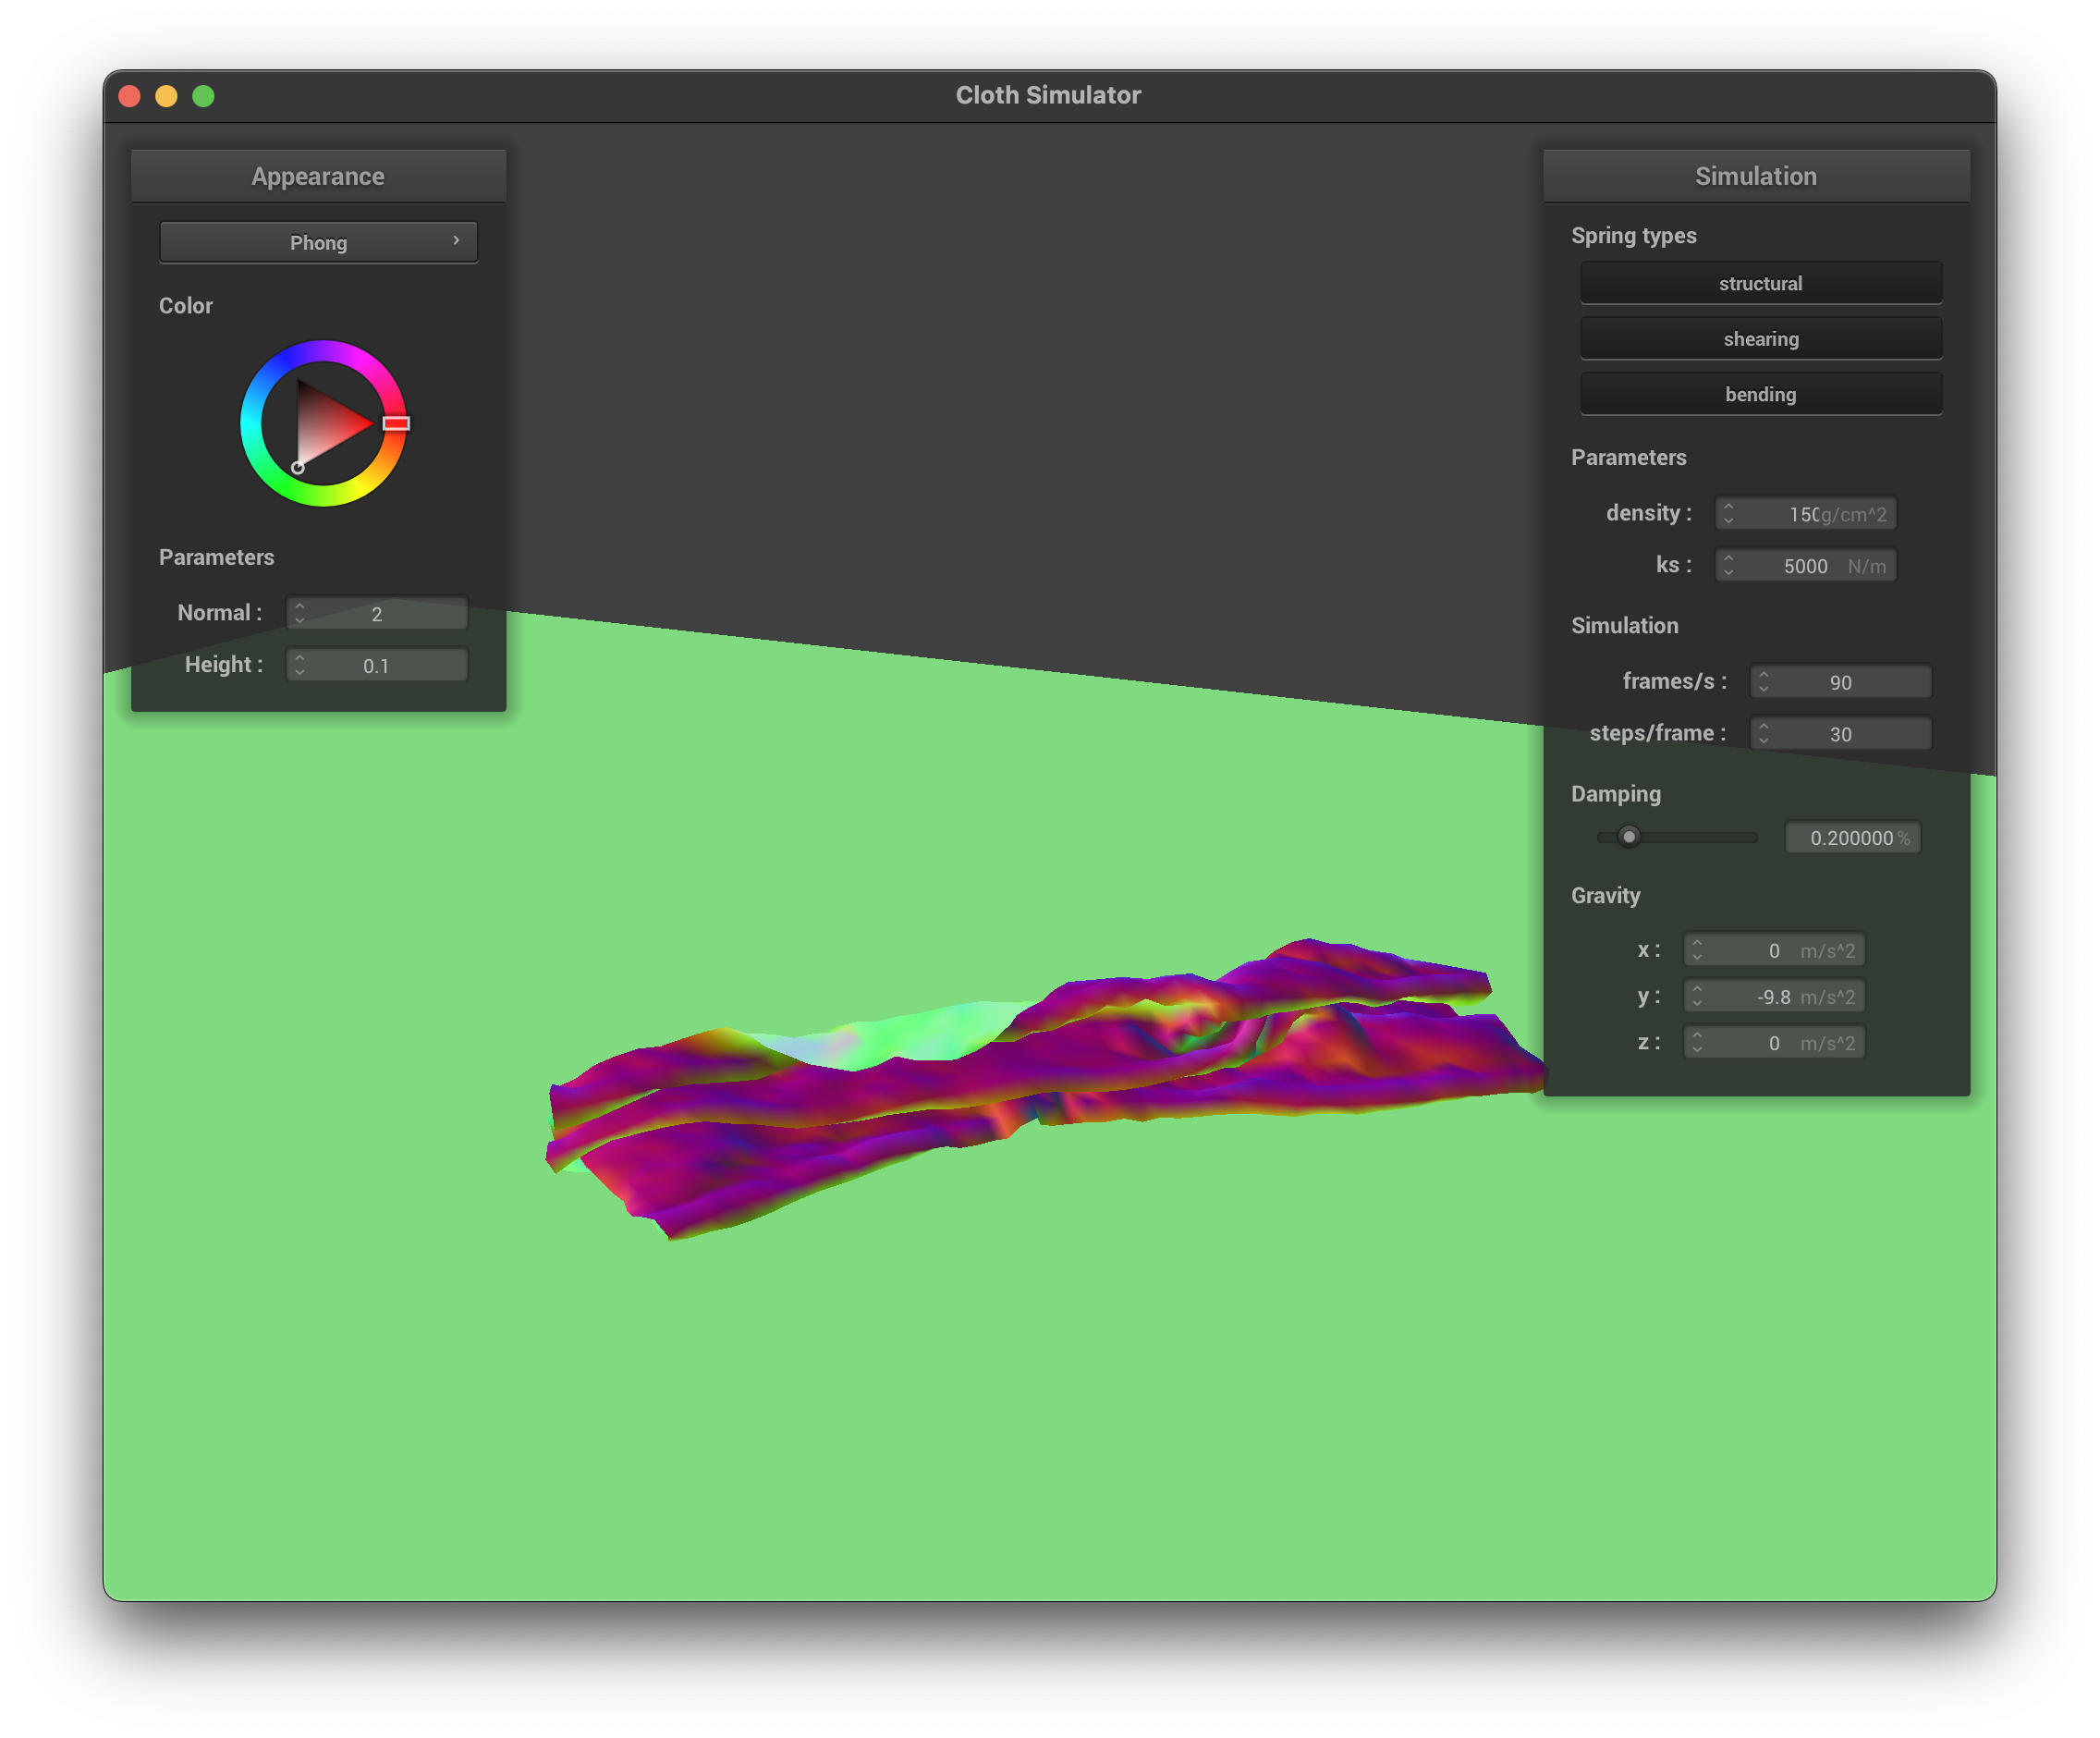 Cloth Simulator
Appearance
Phong
Color
Parameters
Normal : 2
Height : 0.1
Simulation
Spring types
structural
shearing
bending
Parameters
density : 150 g/cm^2
ks : 5000 N/m
Simulation
frames/s : 90
steps/frame : 30
Damping
0.200000 %
Gravity
x : 0 m/s^2
y : -9.8 m/s^2
z : 0 m/s^2